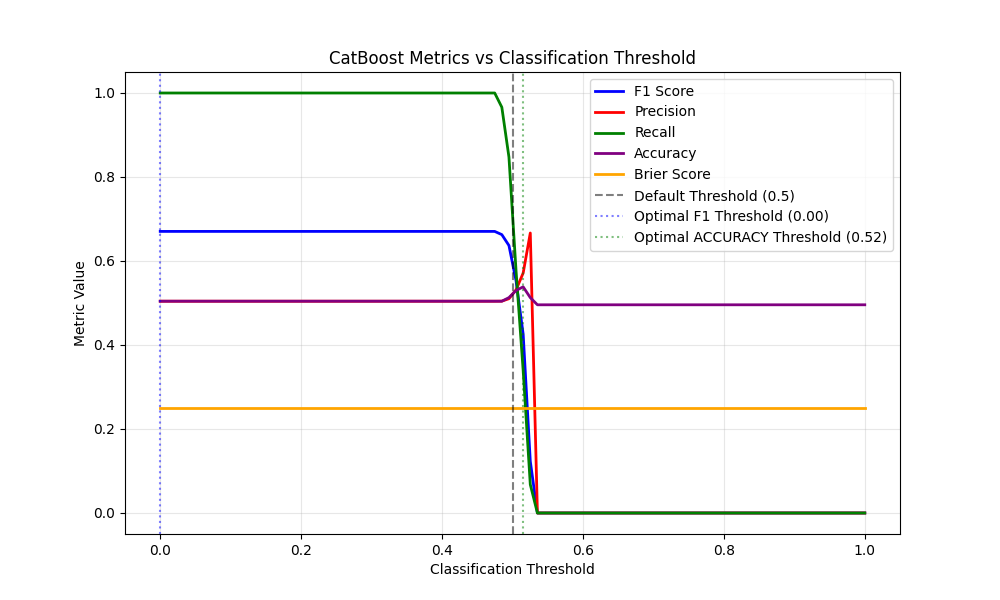 CatBoost Metrics vs Classification Threshold
Metric Value
1.0
0.8
0.6
0.4
0.2
0.0
F1 Score
Precision
Recall
Accuracy
Brier Score
Default Threshold (0.5)
Optimal F1 Threshold (0.00)
Optimal ACCURACY Threshold (0.52)
0.0 0.2 0.4 0.6 0.8 1.0
Classification Threshold